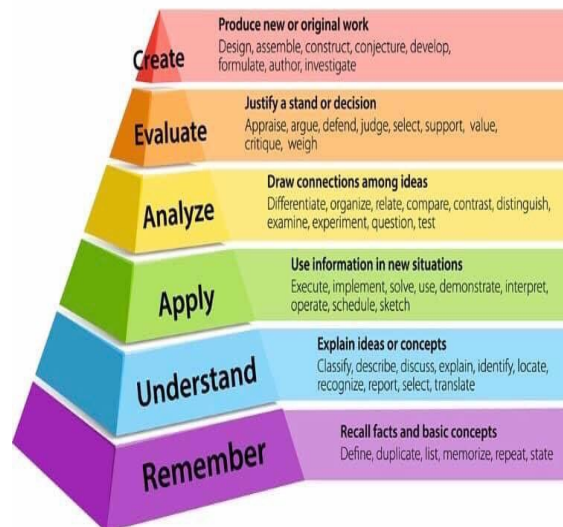 Create
Produce new or original work
Design, assemble, construct, conjecture, develop,
formulate, author, investigate
Evaluate
Justify a stand or decision
Appraise, argue, defend, judge, select, support, value,
critique, weigh
Analyze
Draw connections among ideas
Differentiate, organize, relate, compare, contrast, distinguish,
examine, experiment, question, test
Apply
Use information in new situations
Execute, implement, solve, use, demonstrate, interpret,
operate, schedule, sketch
Understand
Explain ideas or concepts
Classify, describe, discuss, explain, identify, locate,
recognize, report, select, translate
Remember
Recall facts and basic concepts
Define, duplicate, list, memorize, repeat, state